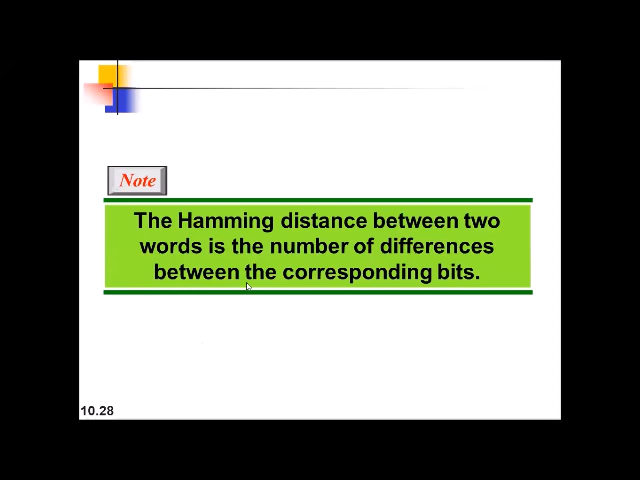 Note
The Hamming distance between two
words is the number of differences
between the corresponding bits.
10.28